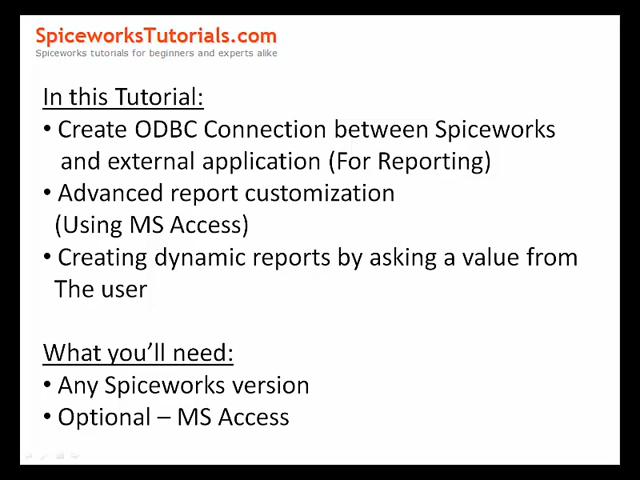 SpiceworksTutorials.com
Spiceworks tutorials for beginners and experts alike
In this Tutorial:
• Create ODBC Connection between Spiceworks
and external application (For Reporting)
• Advanced report customization
(Using MS Access)
• Creating dynamic reports by asking a value from
The user
What you'll need:
• Any Spiceworks version
• Optional – MS Access